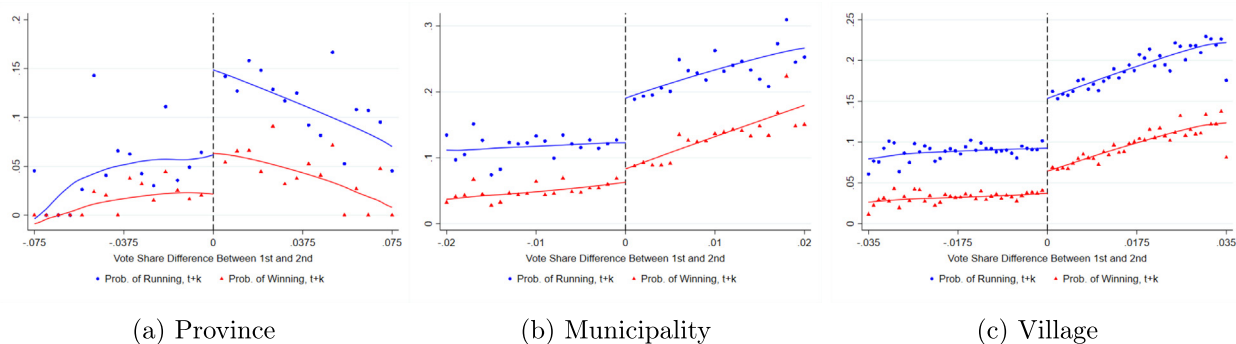 .2
.15
.1
.05
0
-.075
-.0375
0
.0375
.075
Vote Share Difference Between 1st and 2nd
Prob. of Running, t+k
Prob. of Winning, t+k
(a) Province
.3
.2
.1
0
-.02
-.01
0
.01
.02
Vote Share Difference Between 1st and 2nd
Prob. of Running, t+k
Prob. of Winning, t+k
(b) Municipality
.25
.2
.15
.1
.05
0
-.035
-.0175
0
.0175
.035
Vote Share Difference Between 1st and 2nd
Prob. of Running, t+k
Prob. of Winning, t+k
(c) Village